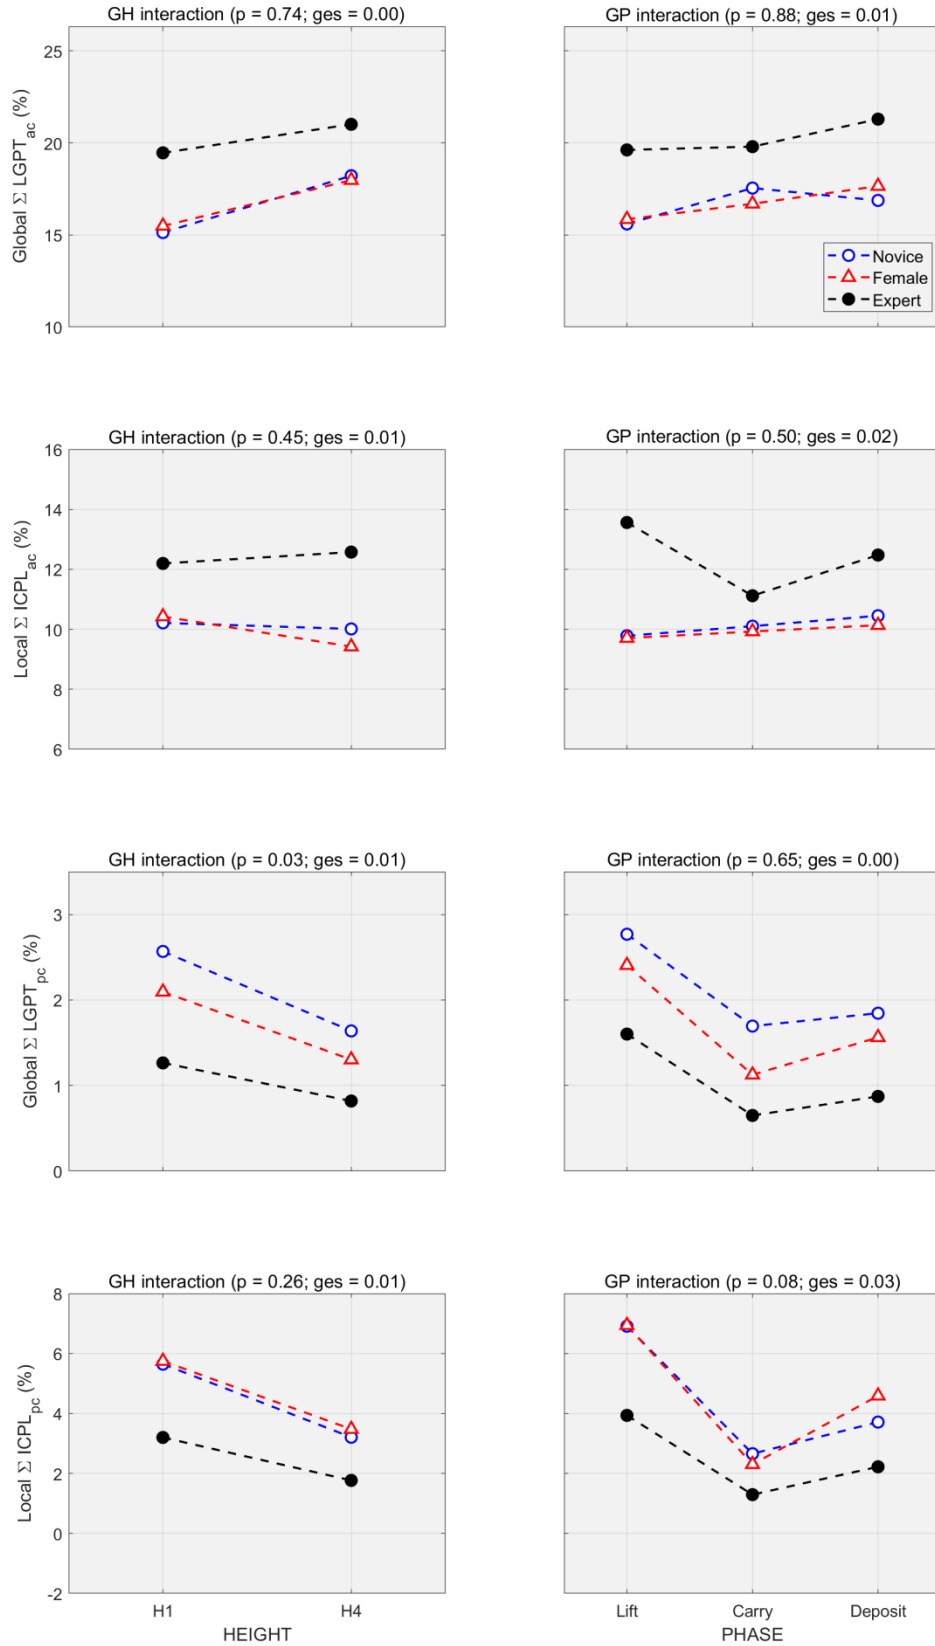 GH interaction (p = 0.74; ges = 0.00)
GP interaction (p = 0.88; ges = 0.01)
Global Σ LGPT_ac (%)
25
20
15
10
Novice
Female
Expert
GH interaction (p = 0.45; ges = 0.01)
GP interaction (p = 0.50; ges = 0.02)
Local Σ ICPL_ac (%)
16
14
12
10
8
6
GH interaction (p = 0.03; ges = 0.01)
GP interaction (p = 0.65; ges = 0.00)
Global Σ LGPT_pc (%)
3
2
1
0
GH interaction (p = 0.26; ges = 0.01)
GP interaction (p = 0.08; ges = 0.03)
Local Σ ICPL_pc (%)
8
6
4
2
0
-2
H1 H4
HEIGHT
Lift Carry Deposit
PHASE